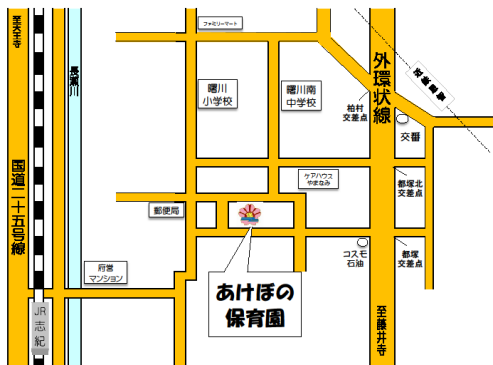 至天王寺
長瀬川
ファミリーマート
外環状線
近鉄電車
曙川
小学校
曙川南
中学校
柏村
交差点
交番
国道二十五号線
ケアハウス
やまなみ
都塚北
交差点
郵便局
コスモ
石油
都塚
交差点
府営
マンション
あけぼの
保育園
JR
志紀
至藤井寺